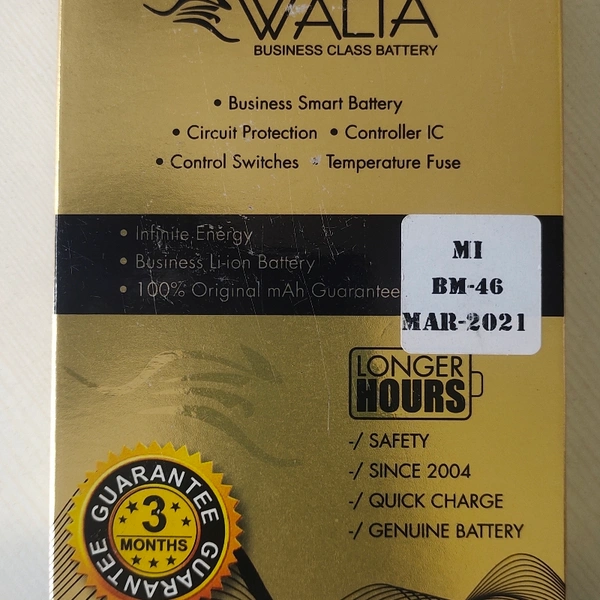 WALIA
BUSINESS CLASS BATTERY
• Business Smart Battery
• Circuit Protection • Controller IC
• Control Switches • Temperature Fuse
• Infinite Energy
• Business Li-ion Battery
• 100% Original mAh Guarantee
MI
BM-46
MAR-2021
LONGER
HOURS
-/ SAFETY
-/ SINCE 2004
-/ QUICK CHARGE
-/ GENUINE BATTERY
GUARANTEE
3
MONTHS
GUARANTEE